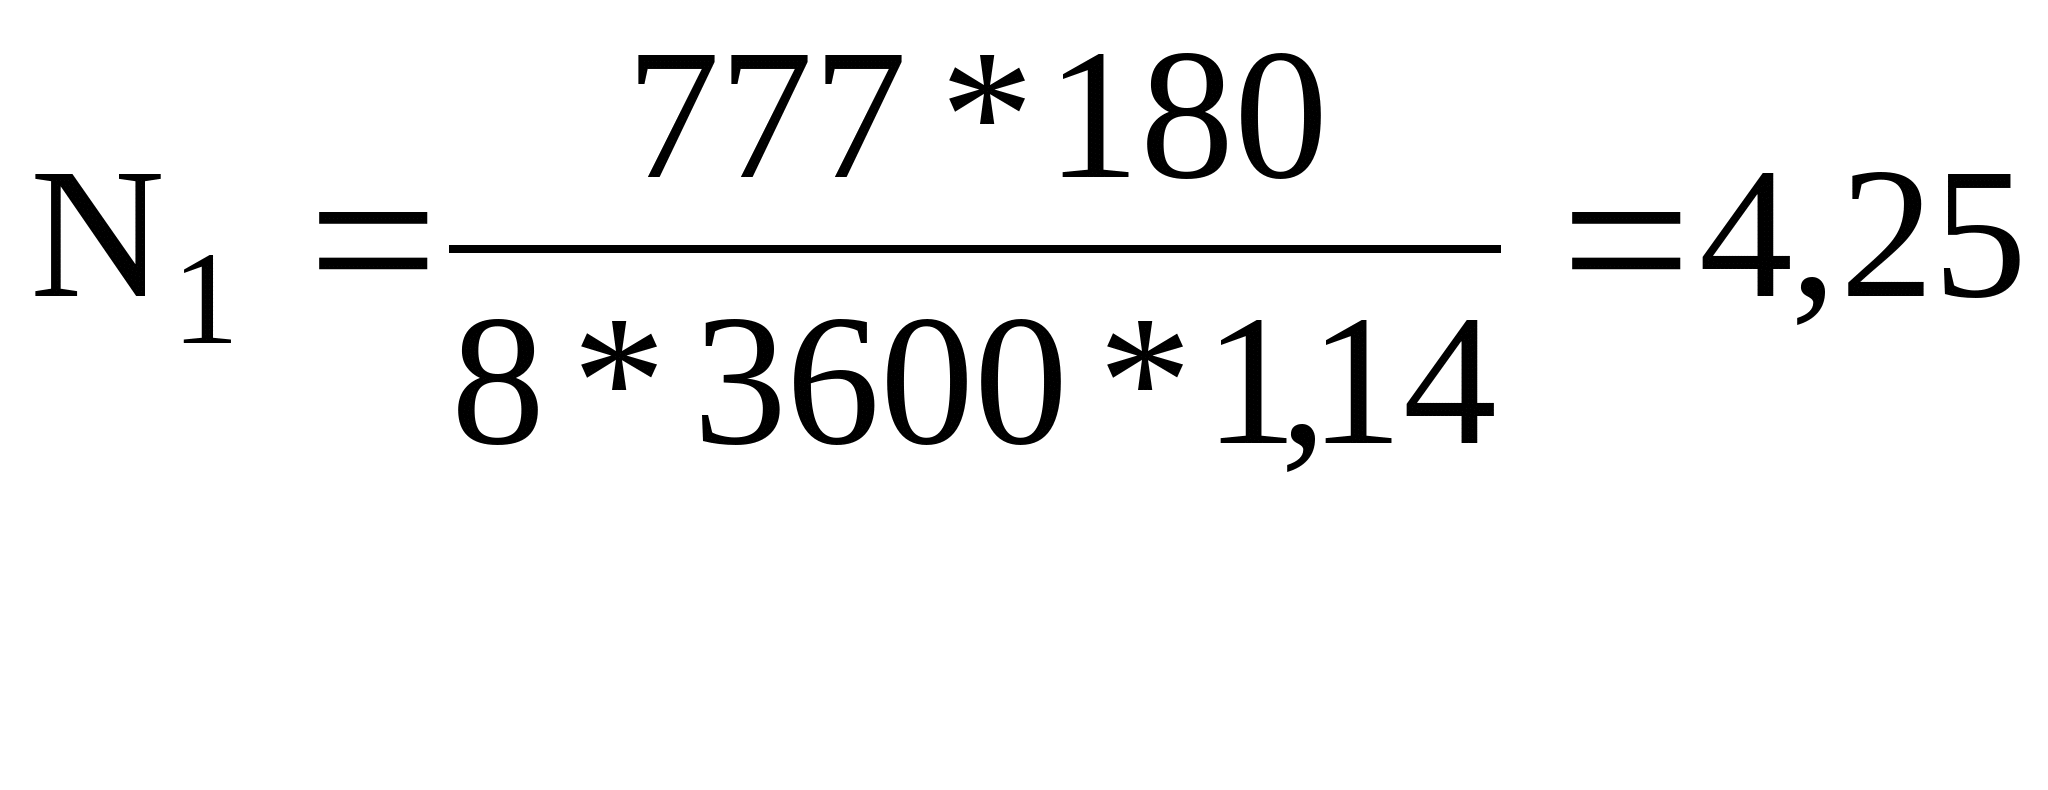 N₁ = 777 * 180 / 8 * 3600 * 1,14 = 4,25